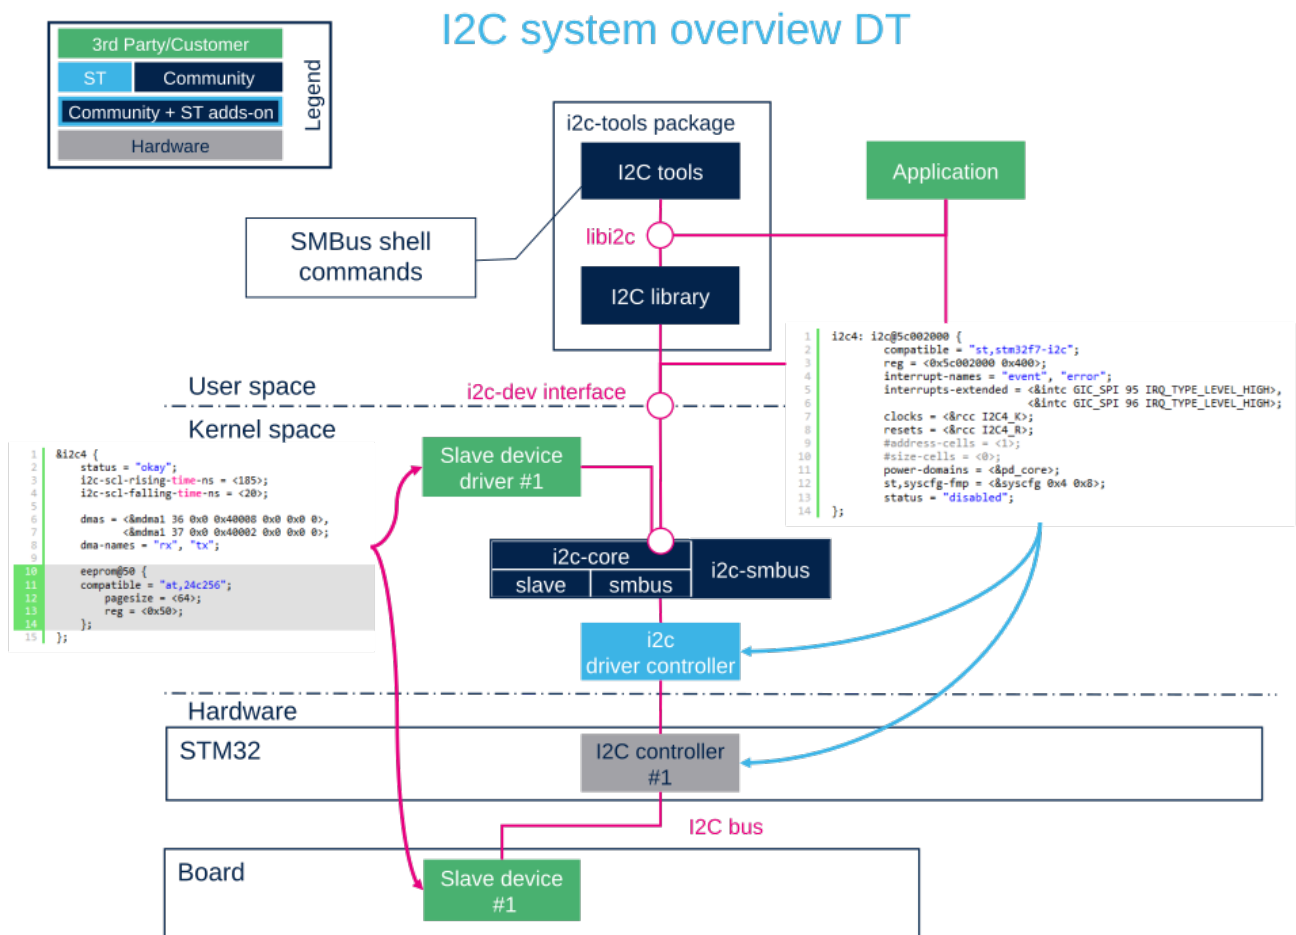 I2C system overview DT
3rd Party/Customer
ST
Community
Community + ST adds-on
Hardware
Legend
i2c-tools package
I2C tools
Application
SMBus shell
commands
libi2c
I2C library
1 i2c4: i2c@5c002000 {
2 compatible = "st,stm32f7-i2c";
3 reg = <0x5c002000 0x400>;
4 interrupt-names = "event", "error";
5 interrupts-extended = <&intc GIC_SPI 95 IRQ_TYPE_LEVEL_HIGH>,
6 <&intc GIC_SPI 96 IRQ_TYPE_LEVEL_HIGH>;
7 clocks = <&rcc I2C4_K>;
8 resets = <&rcc I2C4_R>;
9 #address-cells = <1>;
10 #size-cells = <0>;
11 power-domains = <&pd_core>;
12 st,syscfg-fmp = <&syscfg 0x4 0x8>;
13 status = "disabled";
14 };
User space
i2c-dev interface
Kernel space
1 &i2c4 {
2 status = "okay";
3 i2c-scl-rising-time-ns = <185>;
4 i2c-scl-falling-time-ns = <20>;
5
6 dmas = <&mdma1 36 0x0 0x40008 0x0 0x0 0>,
7 <&mdma1 37 0x0 0x40002 0x0 0x0 0>;
8 dma-names = "rx", "tx";
9
10 eeprom@50 {
11 compatible = "at,24c256";
12 pagesize = <64>;
13 reg = <0x50>;
14 };
15 };
Slave device
driver #1
i2c-core
slave
smbus
i2c-smbus
i2c
driver controller
Hardware
STM32
I2C controller
#1
I2C bus
Board
Slave device
#1